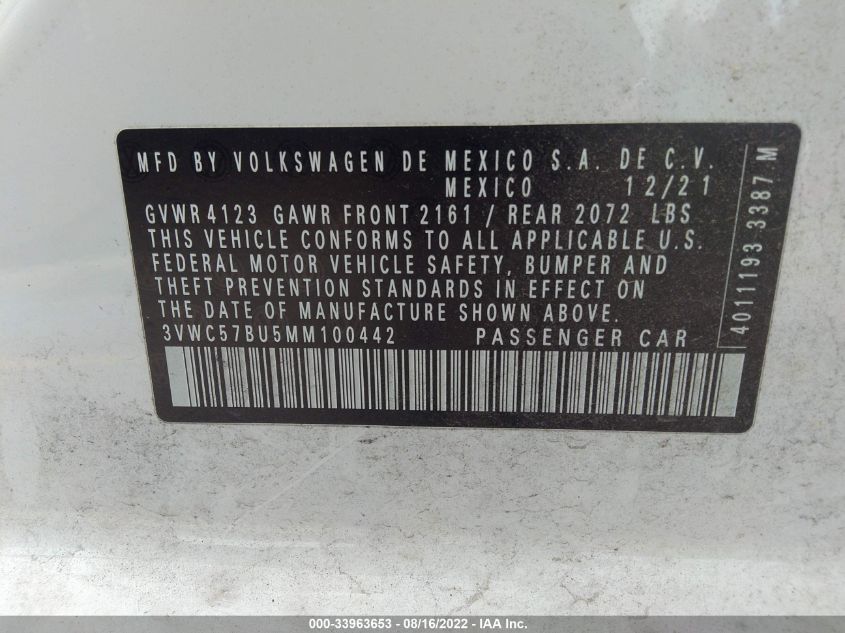 MFD BY VOLKSWAGEN DE MEXICO S.A. DE C.V.
MEXICO 12/21
GVWR 4123 GAWR FRONT 2161 / REAR 2072 LBS
THIS VEHICLE CONFORMS TO ALL APPLICABLE U.S.
FEDERAL MOTOR VEHICLE SAFETY, BUMPER AND
THEFT PREVENTION STANDARDS IN EFFECT ON
THE DATE OF MANUFACTURE SHOWN ABOVE.
3VWC57BU5MM100442 PASSENGER CAR
4011193 3387 M
000-33963653 - 08/16/2022 - IAA Inc.